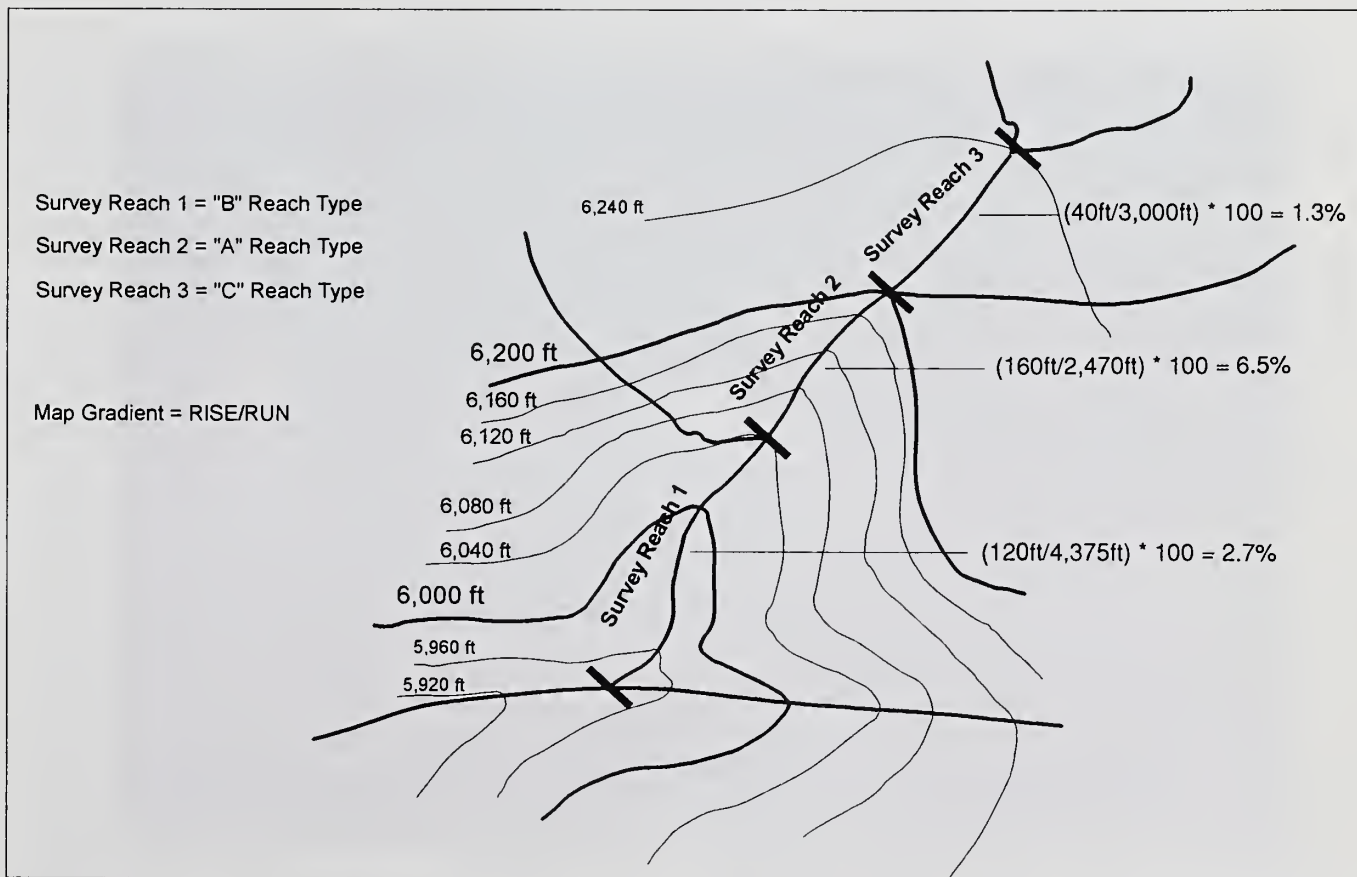 Survey Reach 1 = "B" Reach Type
Survey Reach 2 = "A" Reach Type
Survey Reach 3 = "C" Reach Type
Map Gradient = RISE/RUN
6,240 ft
Survey Reach 3
(40ft/3,000ft) * 100 = 1.3%
Survey Reach 2
6,200 ft
(160ft/2,470ft) * 100 = 6.5%
6,160 ft
6,120 ft
6,080 ft
6,040 ft
Survey Reach 1
(120ft/4,375ft) * 100 = 2.7%
6,000 ft
5,960 ft
5,920 ft